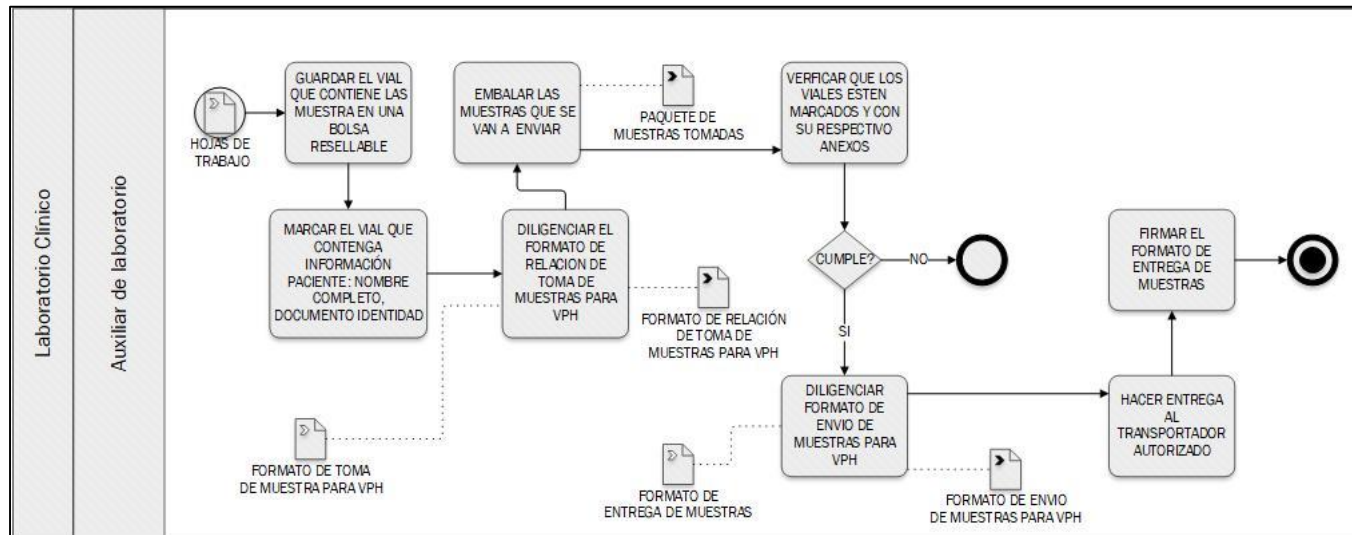 Laboratorio Clínico
Auxiliar de laboratorio
HOJAS DE
TRABAJO
GUARDAR EL VIAL
QUE CONTIENE LAS
MUESTRA EN UNA
BOLSA
RESELLABLE
MARCAR EL VIAL QUE
CONTENGA
INFORMACIÓN
PACIENTE: NOMBRE
COMPLETO,
DOCUMENTO IDENTIDAD
FORMATO DE TOMA
DE MUESTRA PARA VPH
DILIGENCIAR EL
FORMATO DE
RELACION DE
TOMA DE
MUESTRAS PARA
VPH
FORMATO DE RELACIÓN
DE TOMA DE
MUESTRAS PARA VPH
EMBALAR LAS
MUESTRAS QUE SE
VAN A ENVIAR
PAQUETE DE
MUESTRAS TOMADAS
VERFICAR QUE LOS
VIALES ESTEN
MARCADOS Y CON
SU RESPECTIVO
ANEXOS
CUMPLE?
NO
SI
DILIGENCIAR
FORMATO DE
ENVIO DE
MUESTRAS PARA
VPH
FORMATO DE
ENTREGA DE MUESTRAS
FORMATO DE ENVIO
DE MUESTRAS PARA VPH
HACER ENTREGA
AL
TRANSPORTADOR
AUTORIZADO
FIRMAR EL
FORMATO DE
ENTREGA DE
MUESTRAS